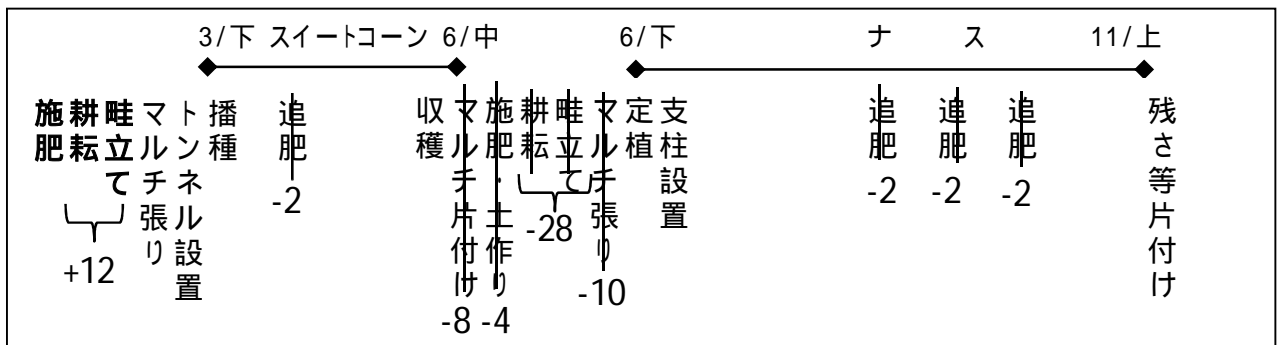 3/下 スイートコーン 6/中
6/下
ナ ス
11/上
施肥
耕耘
畦立て
マルチ張り
トンネル設置
播種
追肥
収穫
マルチ片付け
施肥・土作り
耕耘
畦立て
マルチ張り
定植
支柱設置
追肥
追肥
追肥
残さ等片付け
+12
-2
-8
-4
-28
-10
-2
-2
-2